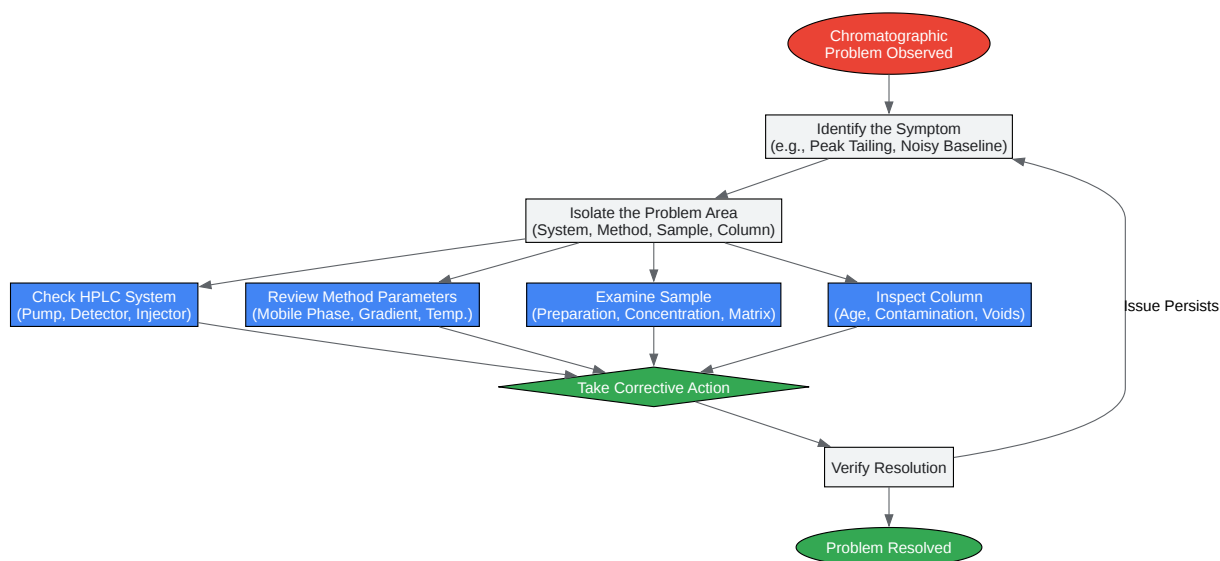 Chromatographic
Problem Observed
Identify the Symptom
(e.g., Peak Tailing, Noisy Baseline)
Isolate the Problem Area
(System, Method, Sample, Column)
Check HPLC System
(Pump, Detector, Injector)
Review Method Parameters
(Mobile Phase, Gradient, Temp.)
Examine Sample
(Preparation, Concentration, Matrix)
Inspect Column
(Age, Contamination, Voids)
Issue Persists
Take Corrective Action
Verify Resolution
Problem Resolved